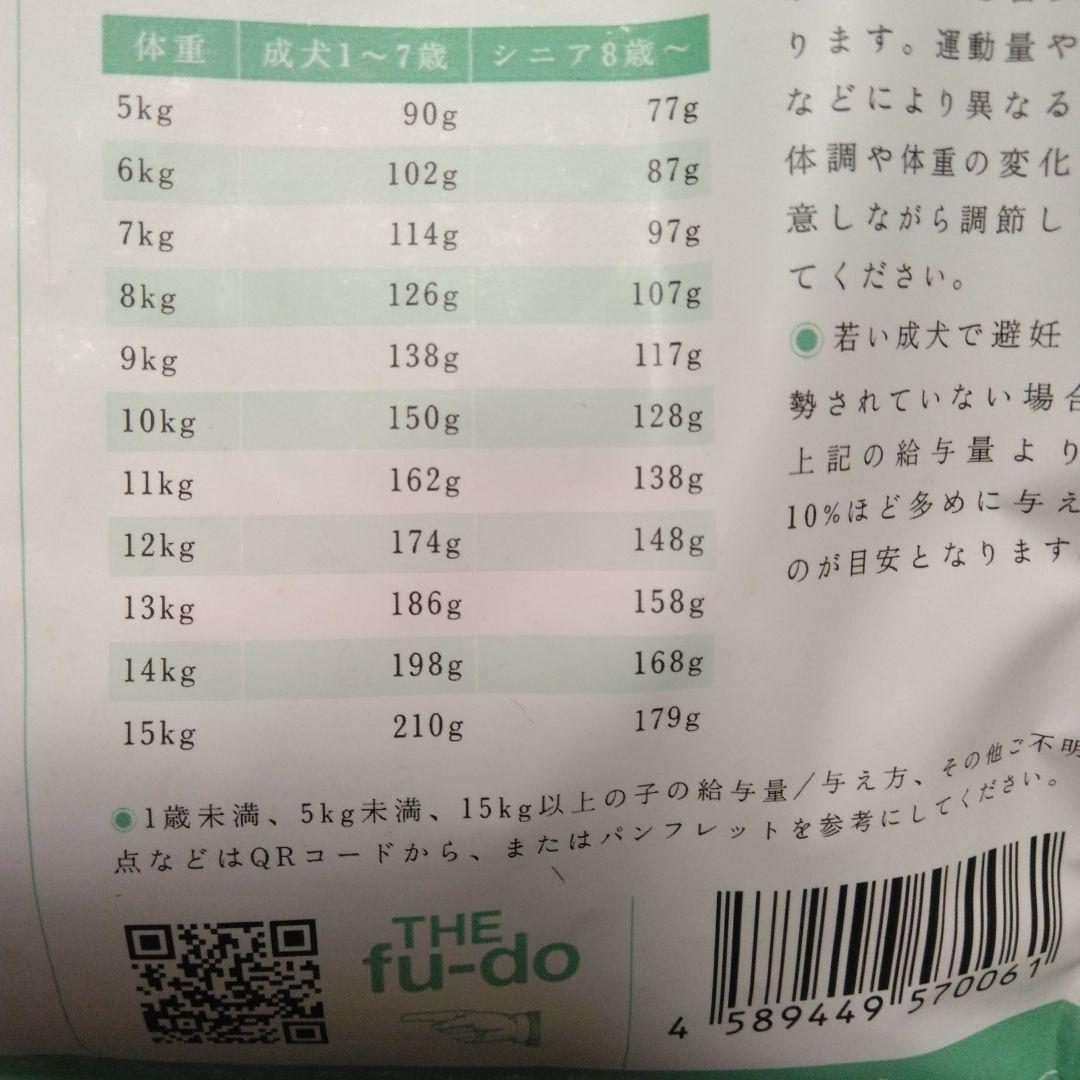 体重 成犬1～7歳 シニア8歳～
5kg 90g 77g
6kg 102g 87g
7kg 114g 97g
8kg 126g 107g
9kg 138g 117g
10kg 150g 128g
11kg 162g 138g
12kg 174g 148g
13kg 186g 158g
14kg 198g 168g
15kg 210g 179g
ります。運動量や
などにより異なる
体調や体重の変化
意しながら調節し
てください。
若い成犬で避妊
勢されていない場合
上記の給与量より
10%ほど多めに与え
のが目安となります
1歳未満、5kg未満、15kg以上の子の給与量/与え方、その他ご不明
点などはQRコードから、またはパンフレットを参考にしてください。
THE
fu-do
4 589449 570061